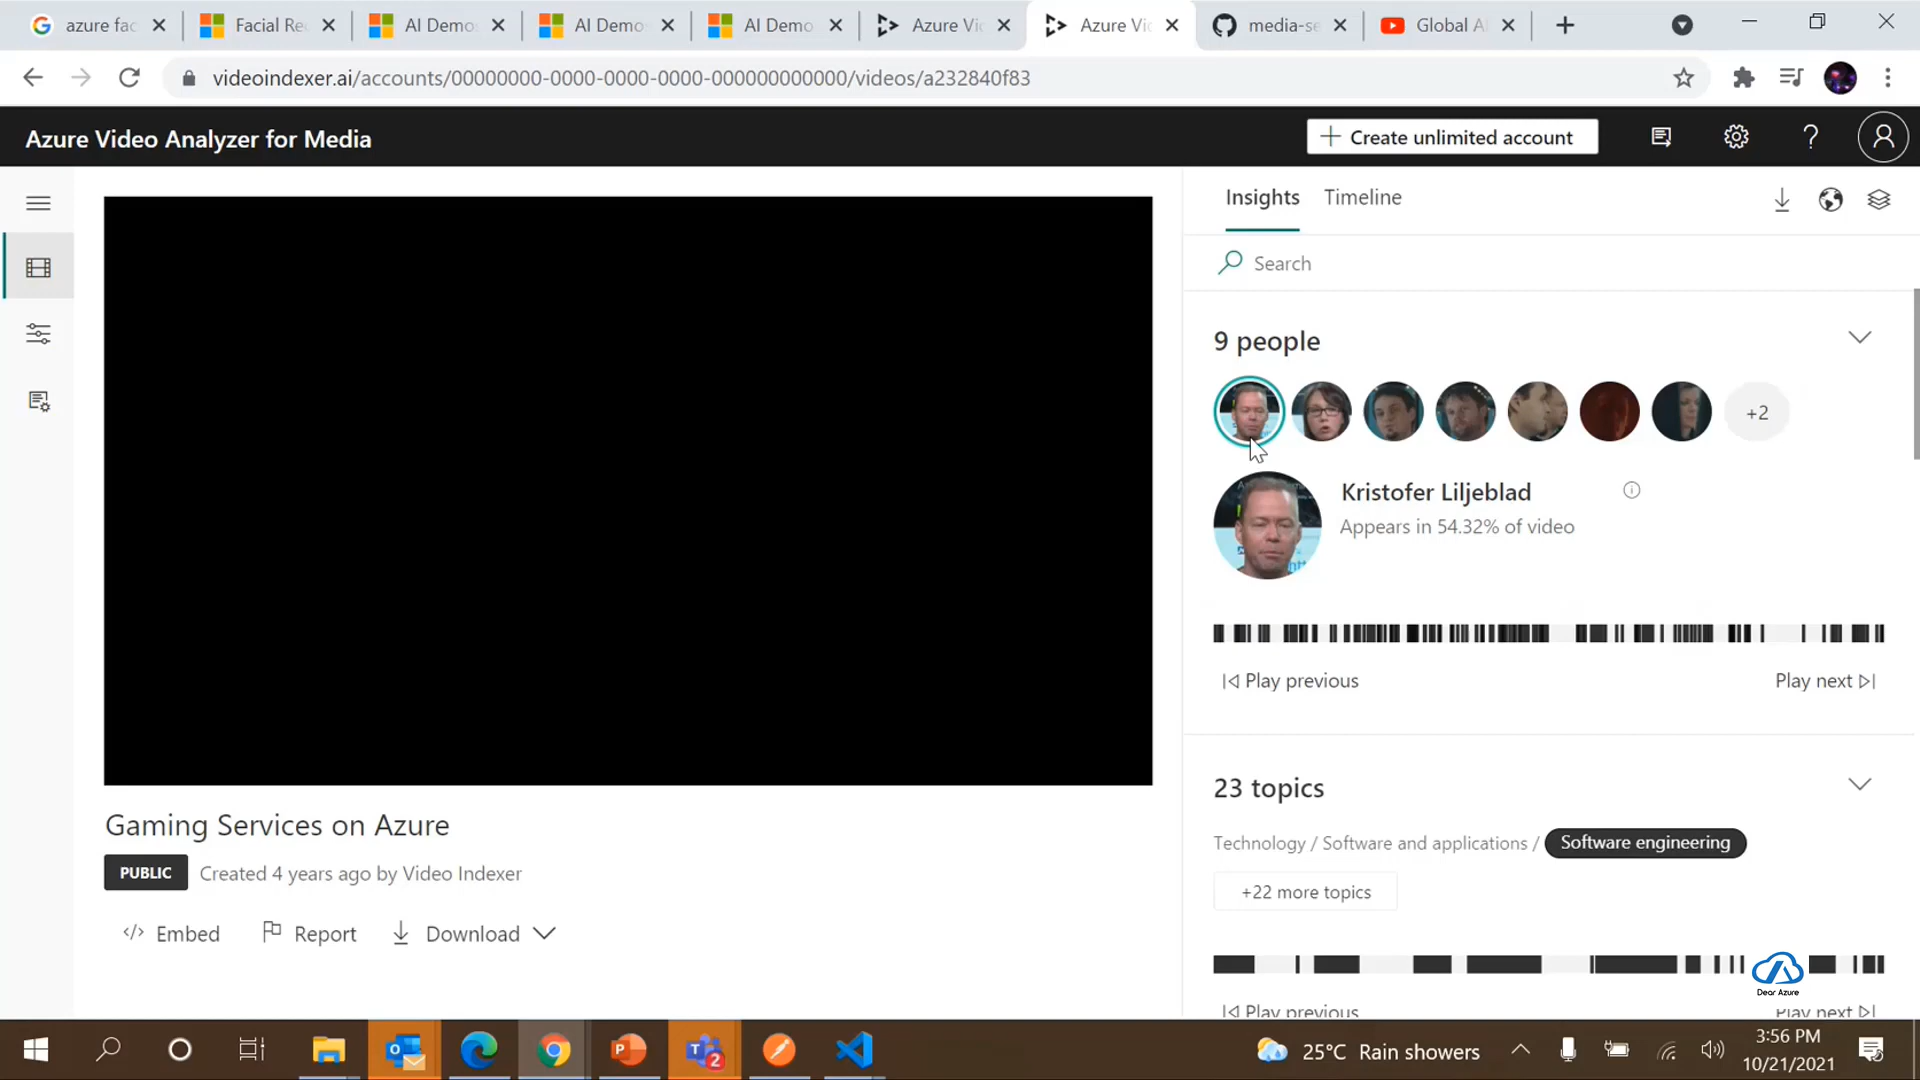 azure fac
Facial Re
AI Demo
AI Demo
AI Demo
Azure Vi
Azure Vi
media-se
Global A
videoindexer.ai/accounts/00000000-0000-0000-0000-000000000000/videos/a232840f83
Azure Video Analyzer for Media
Create unlimited account
Insights
Timeline
Search
9 people
+2
Kristofer Liljeblad
Appears in 54.32% of video
Play previous
Play next
23 topics
Technology / Software and applications / Software engineering
+22 more topics
Play previous
Play next
Gaming Services on Azure
PUBLIC Created 4 years ago by Video Indexer
Embed
Report
Download
Dear Azure
2
25°C Rain showers
3:56 PM
10/21/2021